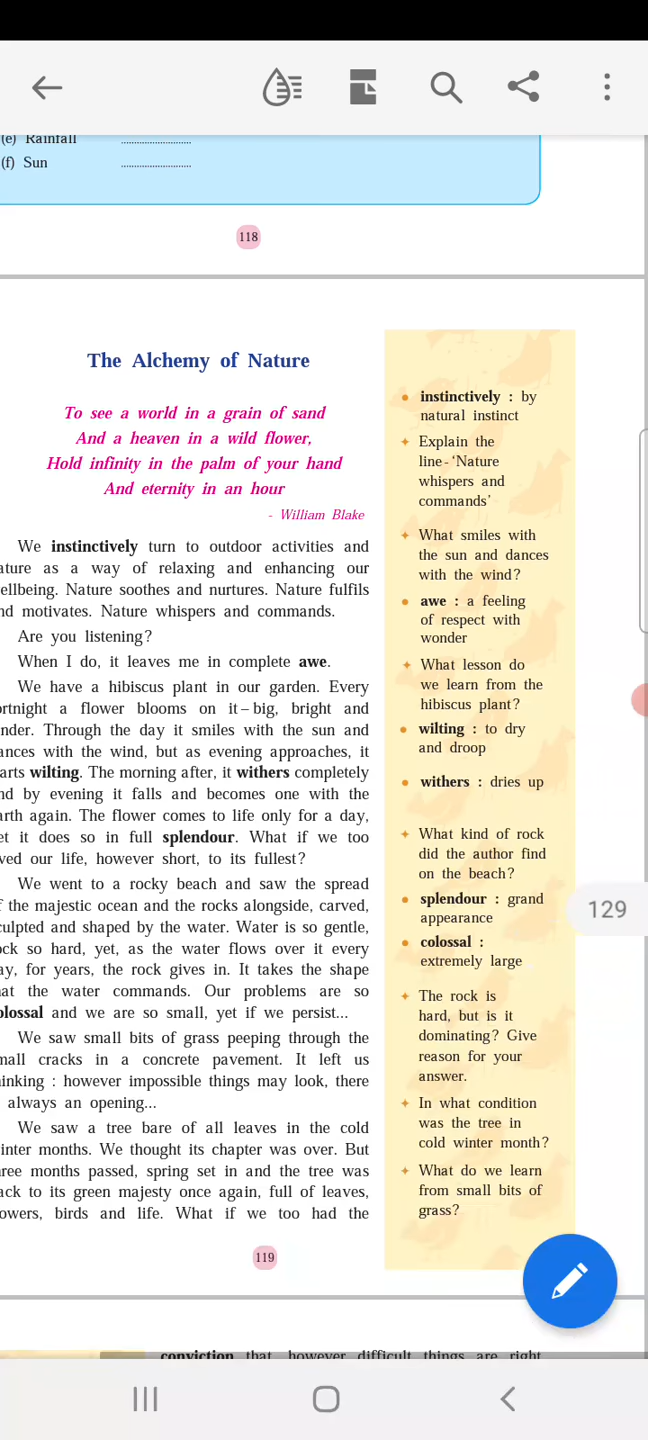 (e) Rainfall ..........................
(f) Sun ..........................
118
The Alchemy of Nature
To see a world in a grain of sand
And a heaven in a wild flower,
Hold infinity in the palm of your hand
And eternity in an hour
- William Blake
We instinctively turn to outdoor activities and
ature as a way of relaxing and enhancing our
ellbeing. Nature soothes and nurtures. Nature fulfils
nd motivates. Nature whispers and commands.
Are you listening?
When I do, it leaves me in complete awe.
We have a hibiscus plant in our garden. Every
ortnight a flower blooms on it – big, bright and
nder. Through the day it smiles with the sun and
ances with the wind, but as evening approaches, it
arts wilting. The morning after, it withers completely
nd by evening it falls and becomes one with the
arth again. The flower comes to life only for a day,
et it does so in full splendour. What if we too
ved our life, however short, to its fullest?
We went to a rocky beach and saw the spread
f the majestic ocean and the rocks alongside, carved,
culpted and shaped by the water. Water is so gentle,
ock so hard, yet, as the water flows over it every
ay, for years, the rock gives in. It takes the shape
hat the water commands. Our problems are so
olossal and we are so small, yet if we persist...
We saw small bits of grass peeping through the
mall cracks in a concrete pavement. It left us
hinking : however impossible things may look, there
always an opening...
We saw a tree bare of all leaves in the cold
inter months. We thought its chapter was over. But
hree months passed, spring set in and the tree was
ack to its green majesty once again, full of leaves,
owers, birds and life. What if we too had the
instinctively : by
natural instinct
Explain the
line - ‘Nature
whispers and
commands’
What smiles with
the sun and dances
with the wind?
awe : a feeling
of respect with
wonder
What lesson do
we learn from the
hibiscus plant?
wilting : to dry
and droop
withers : dries up
What kind of rock
did the author find
on the beach?
splendour : grand
appearance
colossal :
extremely large
The rock is
hard, but is it
dominating? Give
reason for your
answer.
In what condition
was the tree in
cold winter month?
What do we learn
from small bits of
grass?
129
119
conviction that, however difficult things are right